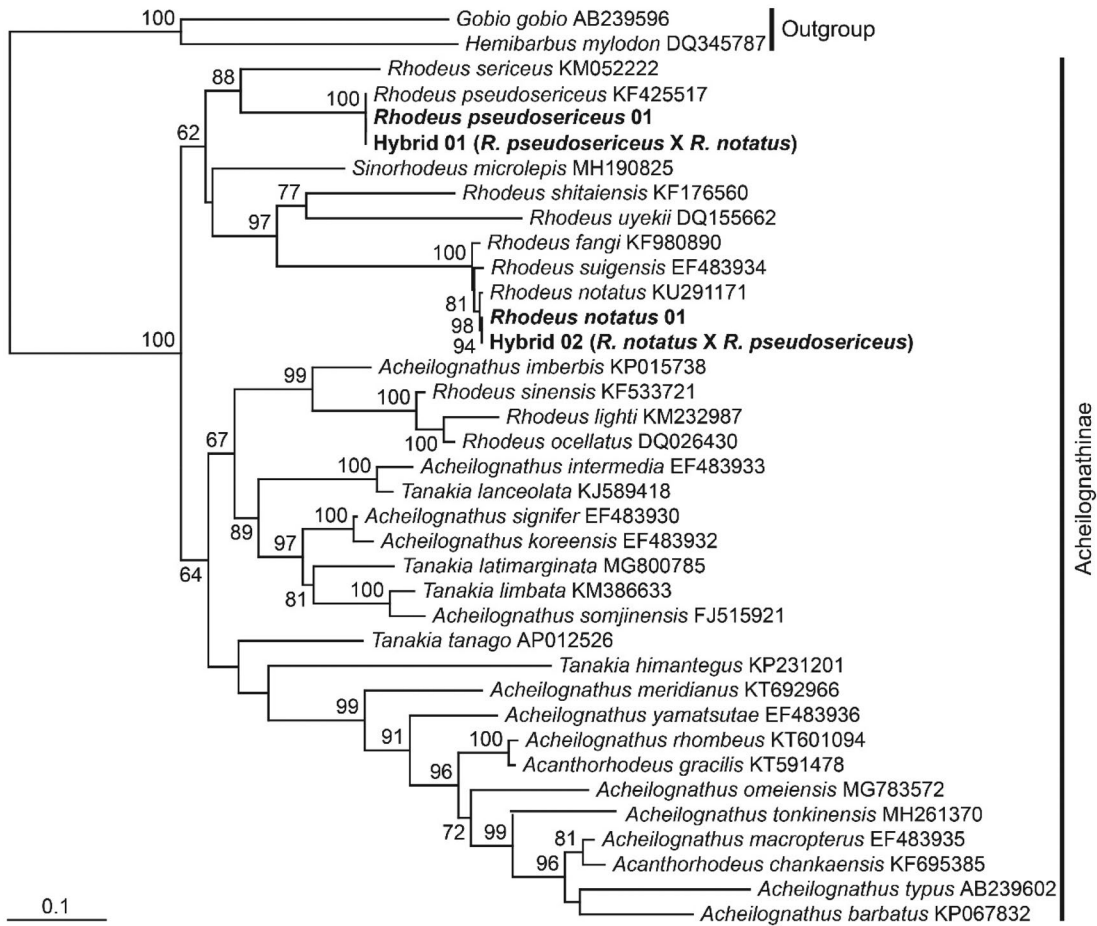 100
Gobio gobio AB239596
Hemibarbus mylodon DQ345787
Outgroup
88
Rhodeus sericeus KM052222
100
Rhodeus pseudosericeus KF425517
Rhodeus pseudosericeus 01
62
Hybrid 01 (R. pseudosericeus X R. notatus)
Sinorhodeus microlepis MH190825
77
Rhodeus shitaiensis KF176560
97
Rhodeus uyekii DQ155662
100
Rhodeus fangi KF980890
Rhodeus suigensis EF483934
81
Rhodeus notatus KU291171
98
Rhodeus notatus 01
94
Hybrid 02 (R. notatus X R. pseudosericeus)
100
99
Acheilognathus imberbis KP015738
100
Rhodeus sinensis KF533721
Rhodeus lighti KM232987
67
100
Rhodeus ocellatus DQ026430
100
Acheilognathus intermedia EF483933
Tanakia lanceolata KJ589418
89
100
Acheilognathus signifer EF483930
97
Acheilognathus koreensis EF483932
64
Tanakia latimarginata MG800785
81
100
Tanakia limbata KM386633
Acheilognathus somjinensis FJ515921
Tanakia tanago AP012526
Tanakia himantegus KP231201
99
Acheilognathus meridianus KT692966
91
Acheilognathus yamatsutae EF483936
100
Acheilognathus rhombeus KT601094
96
Acanthorhodeus gracilis KT591478
Acheilognathus omeiensis MG783572
72
99
Acheilognathus tonkinensis MH261370
81
Acheilognathus macropterus EF483935
96
Acanthorhodeus chankaensis KF695385
Acheilognathus typus AB239602
Acheilognathus barbatus KP067832
Acheilognathinae
0.1